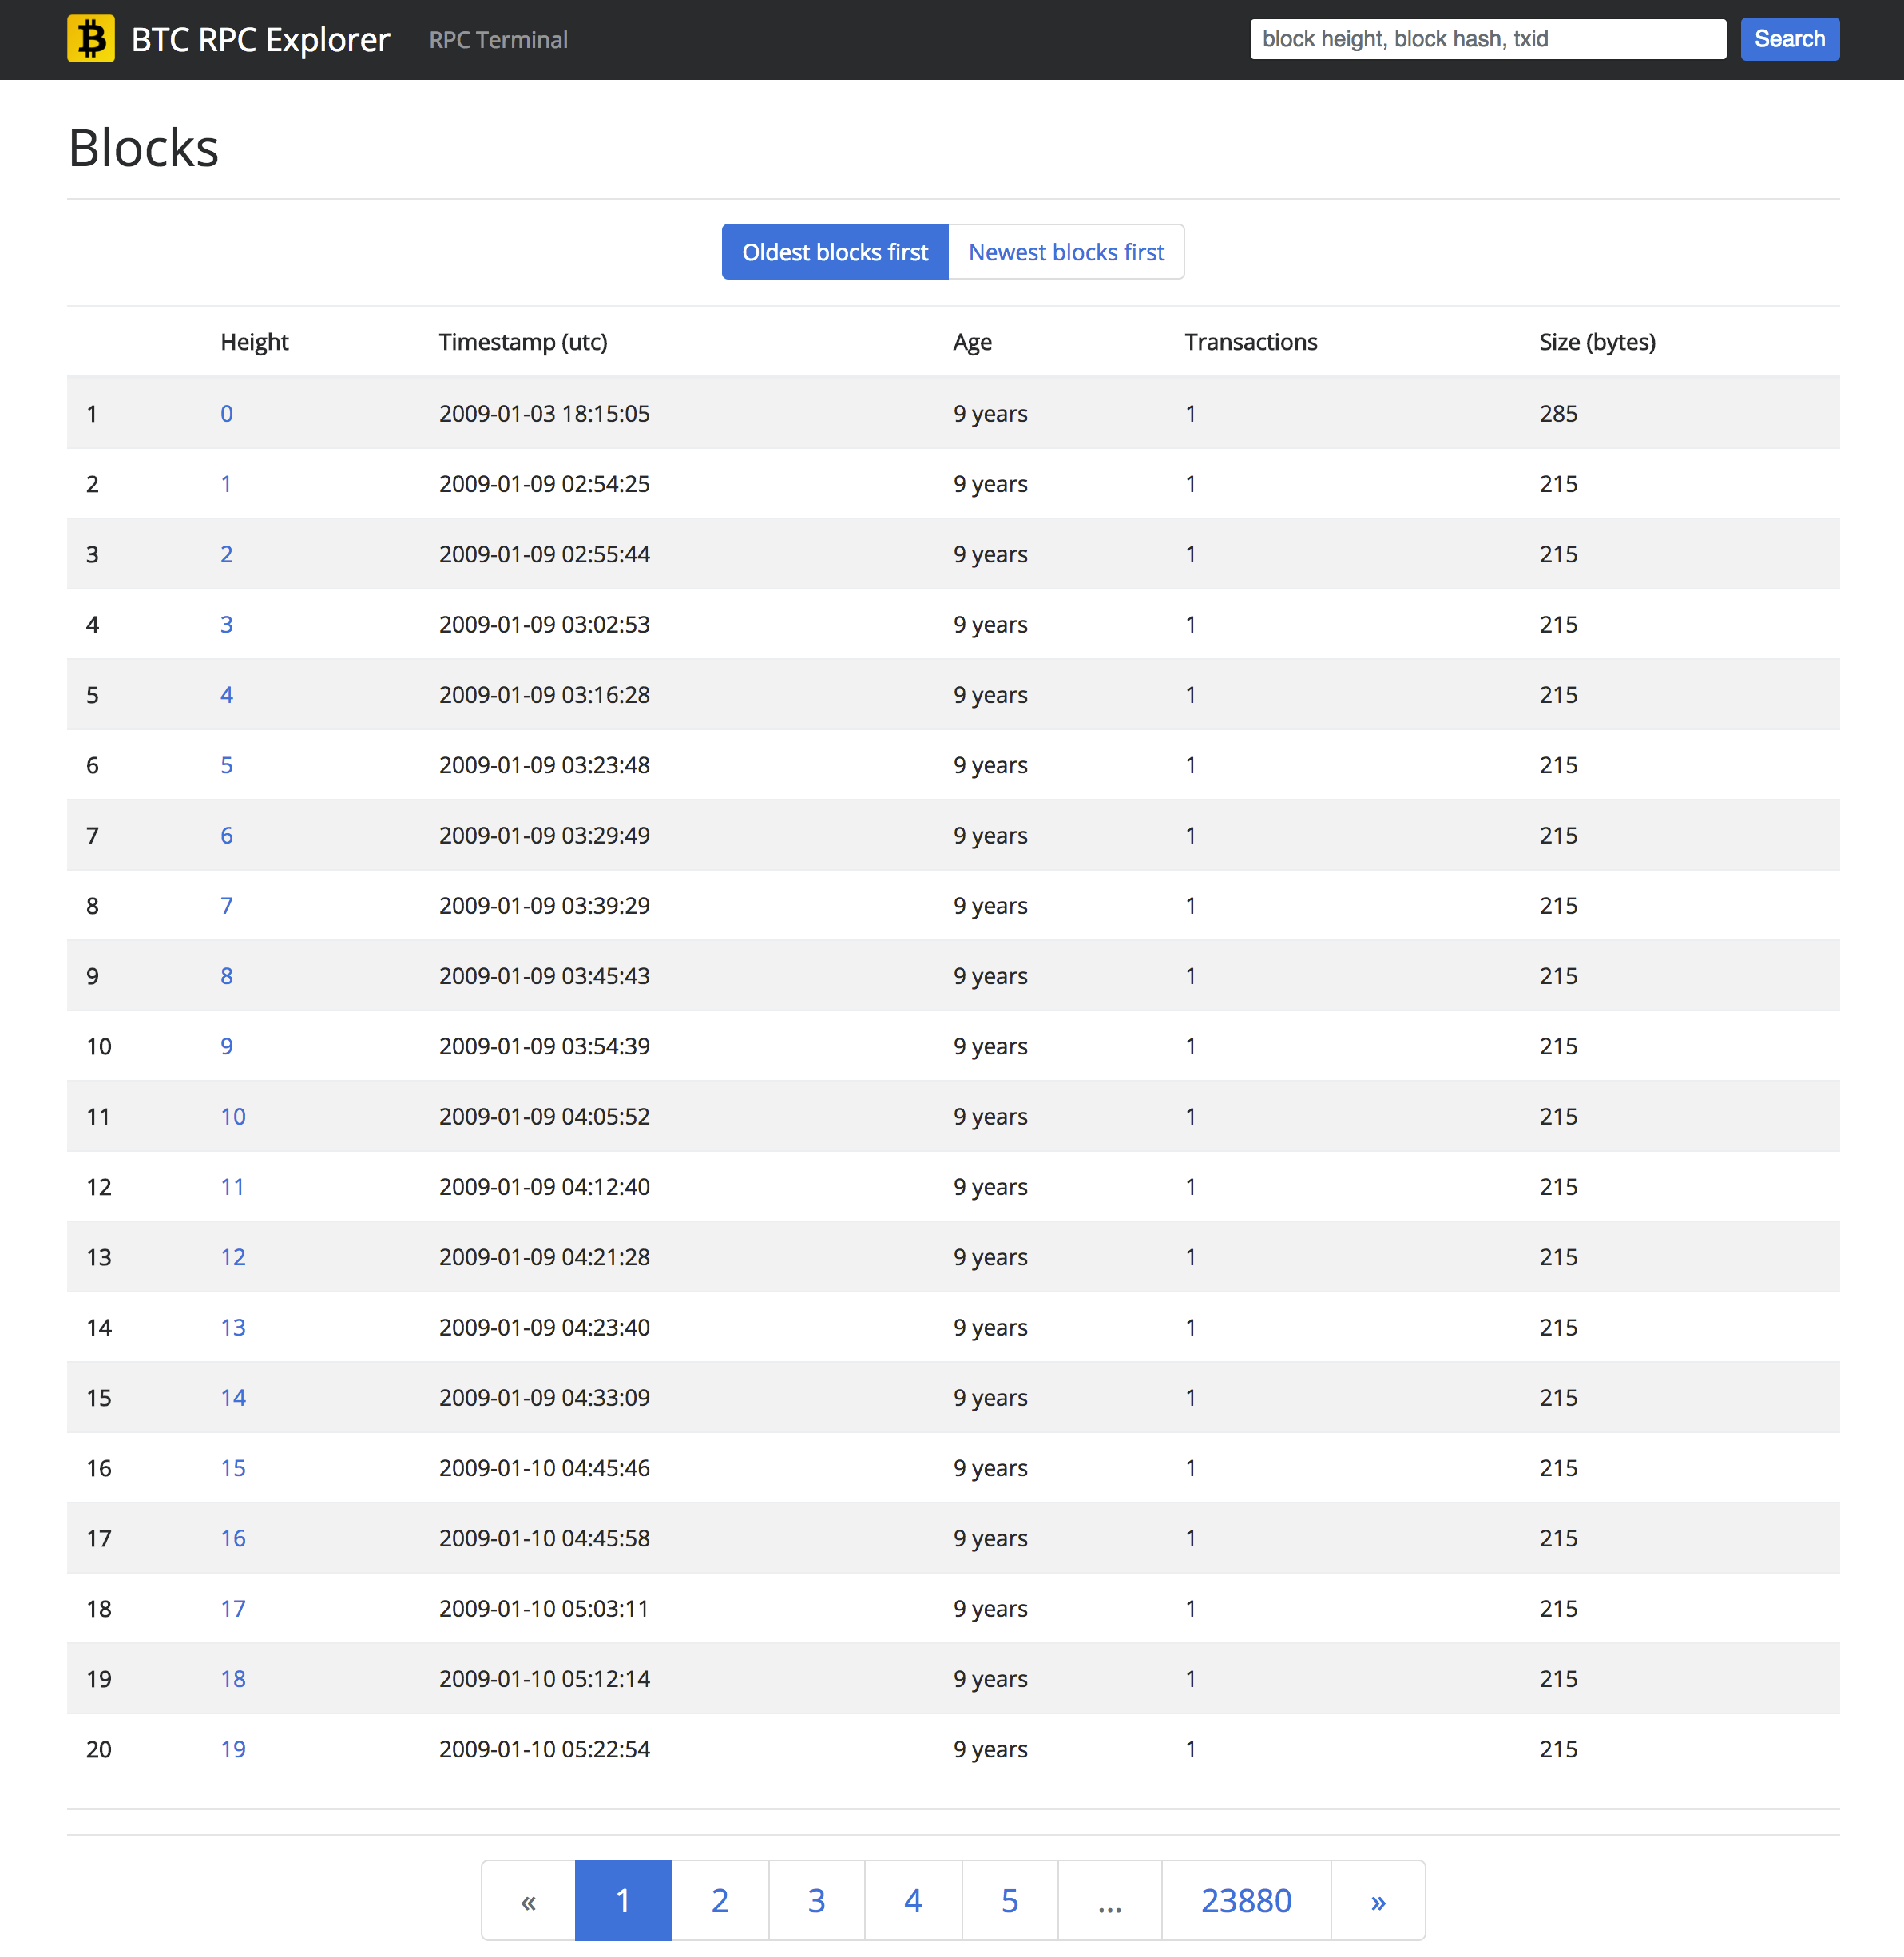 BTC RPC Explorer RPC Terminal block height, block hash, txid Search
Blocks
Oldest blocks first Newest blocks first
Height Timestamp (utc) Age Transactions Size (bytes)
1 0 2009-01-03 18:15:05 9 years 1 285
2 1 2009-01-09 02:54:25 9 years 1 215
3 2 2009-01-09 02:55:44 9 years 1 215
4 3 2009-01-09 03:02:53 9 years 1 215
5 4 2009-01-09 03:16:28 9 years 1 215
6 5 2009-01-09 03:23:48 9 years 1 215
7 6 2009-01-09 03:29:49 9 years 1 215
8 7 2009-01-09 03:39:29 9 years 1 215
9 8 2009-01-09 03:45:43 9 years 1 215
10 9 2009-01-09 03:54:39 9 years 1 215
11 10 2009-01-09 04:05:52 9 years 1 215
12 11 2009-01-09 04:12:40 9 years 1 215
13 12 2009-01-09 04:21:28 9 years 1 215
14 13 2009-01-09 04:23:40 9 years 1 215
15 14 2009-01-09 04:33:09 9 years 1 215
16 15 2009-01-10 04:45:46 9 years 1 215
17 16 2009-01-10 04:45:58 9 years 1 215
18 17 2009-01-10 05:03:11 9 years 1 215
19 18 2009-01-10 05:12:14 9 years 1 215
20 19 2009-01-10 05:22:54 9 years 1 215
« 1 2 3 4 5 ... 23880 »